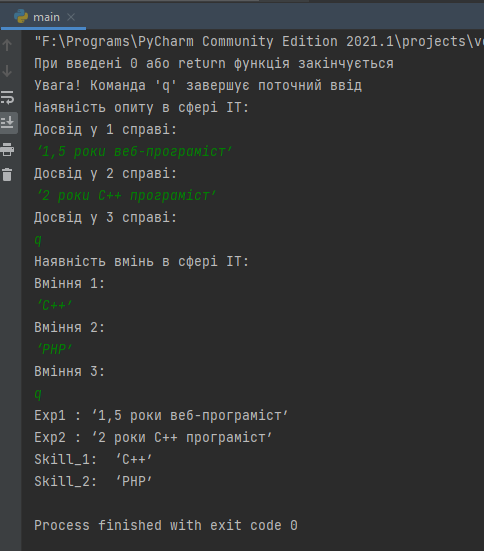 main
"F:\Programs\PyCharm Community Edition 2021.1\projects\v
При введені 0 або return функція закінчується
Увага! Команда 'q' завершує поточний ввід
Наявність опиту в сфері IT:
Досвід у 1 справі:
‘1,5 роки веб-програміст’
Досвід у 2 справі:
‘2 роки C++ програміст’
Досвід у 3 справі:
q
Наявність вмінь в сфері IT:
Вміння 1:
‘C++’
Вміння 2:
‘PHP’
Вміння 3:
q
Exp1 : ‘1,5 роки веб-програміст’
Exp2 : ‘2 роки C++ програміст’
Skill_1:  ‘C++’
Skill_2:  ‘PHP’
Process finished with exit code 0